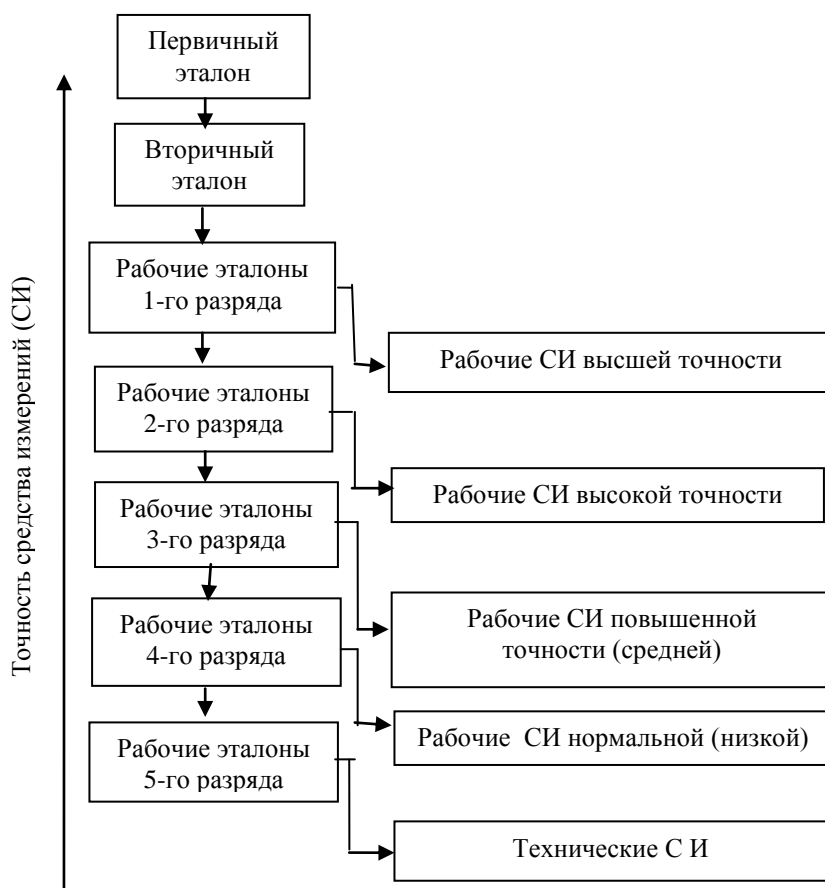 Первичный
эталон
Вторичный
эталон
Рабочие эталоны
1-го разряда
Рабочие СИ высшей точности
Рабочие эталоны
2-го разряда
Рабочие СИ высокой точности
Рабочие эталоны
3-го разряда
Рабочие СИ повышенной
точности (средней)
Рабочие эталоны
4-го разряда
Рабочие СИ нормальной (низкой)
Рабочие эталоны
5-го разряда
Технические С И
Точность средства измерений (СИ)